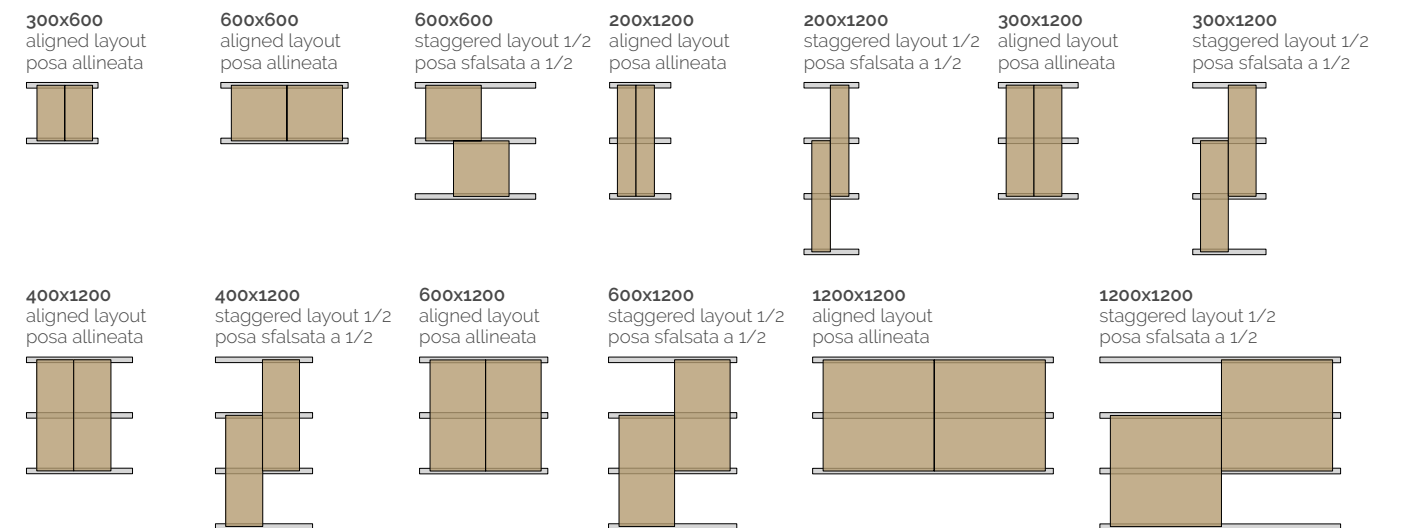 300x600
aligned layout
posa allineata
600x600
aligned layout
posa allineata
600x600
staggered layout 1/2
posa sfalsata a 1/2
200x1200
aligned layout
posa allineata
200x1200
staggered layout 1/2
posa sfalsata a 1/2
300x1200
aligned layout
posa allineata
300x1200
staggered layout 1/2
posa sfalsata a 1/2
400x1200
aligned layout
posa allineata
400x1200
staggered layout 1/2
posa sfalsata a 1/2
600x1200
aligned layout
posa allineata
600x1200
staggered layout 1/2
posa sfalsata a 1/2
1200x1200
aligned layout
posa allineata
1200x1200
staggered layout 1/2
posa sfalsata a 1/2